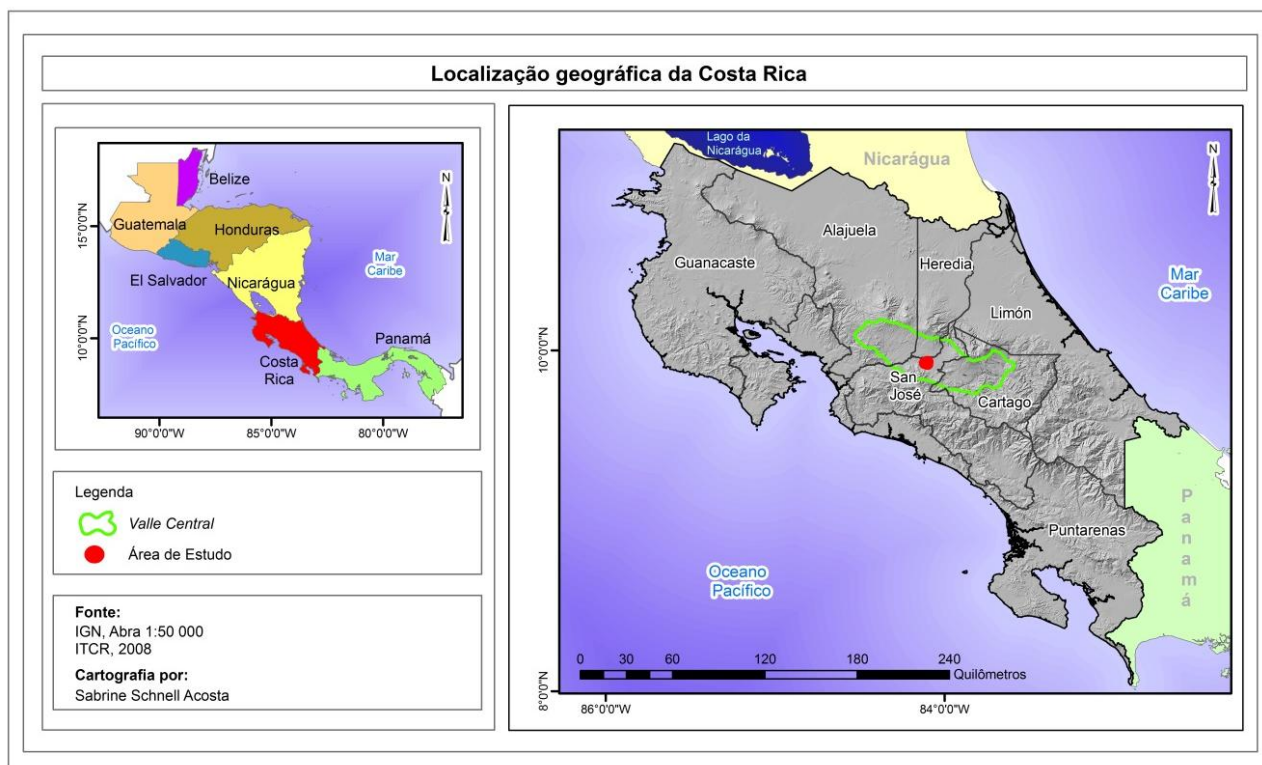 Localização geográfica da Costa Rica
N
Belize
Guatemala
Honduras
15°0'0"N
Mar
Caribe
El Salvador
Nicarágua
Oceano
Pacífico
10°0'0"N
Panamá
Costa
Rica
90°0'0"W
85°0'0"W
80°0'0"W
Legenda
Valle Central
Área de Estudo
Fonte:
IGN, Abra 1:50 000
ITCR, 2008
Cartografia por:
Sabrine Schnell Acosta
Lago da
Nicarágua
Nicarágua
N
Alajuela
Guanacaste
Heredia
Mar
Caribe
Limón
10°0'0"N
San
José
Cartago
Puntarenas
Panamá
Oceano
Pacífico
0 30 60 120 180 240
Quilômetros
8°0'0"N
86°0'0"W
84°0'0"W